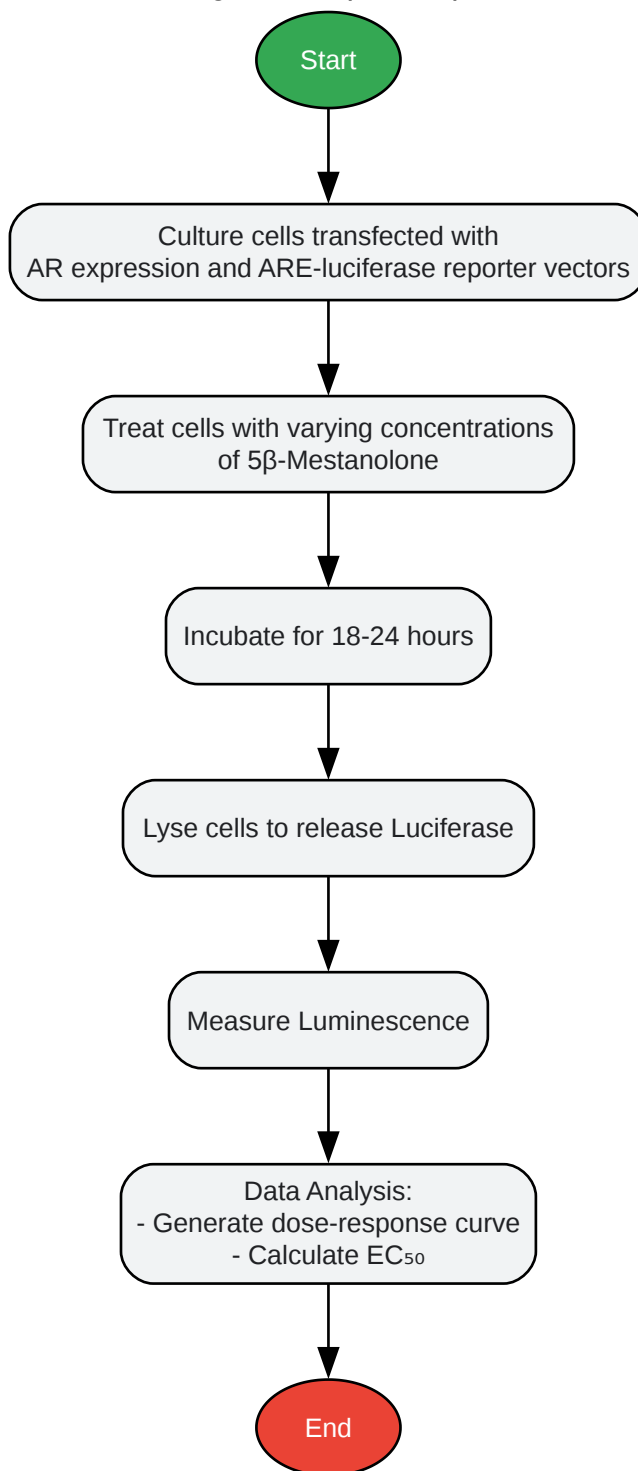 Start
Culture cells transfected with
AR expression and ARE-luciferase reporter vectors
Treat cells with varying concentrations
of 5β-Mestanolone
Incubate for 18-24 hours
Lyse cells to release Luciferase
Measure Luminescence
Data Analysis:
- Generate dose-response curve
- Calculate EC₅₀
End